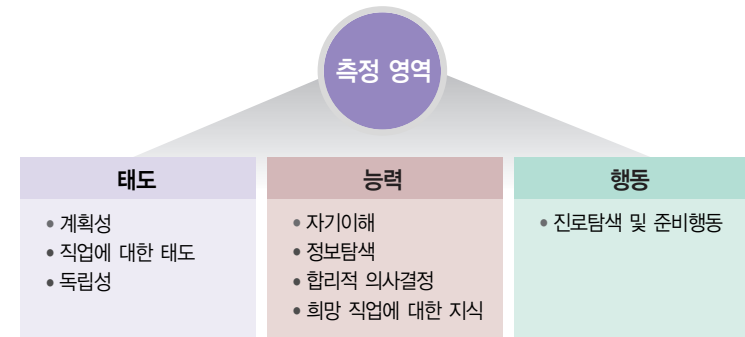 측정 영역
태도
• 계획성
• 직업에 대한 태도
• 독립성
능력
• 자기이해
• 정보탐색
• 합리적 의사결정
• 희망 직업에 대한 지식
행동
• 진로탐색 및 준비행동